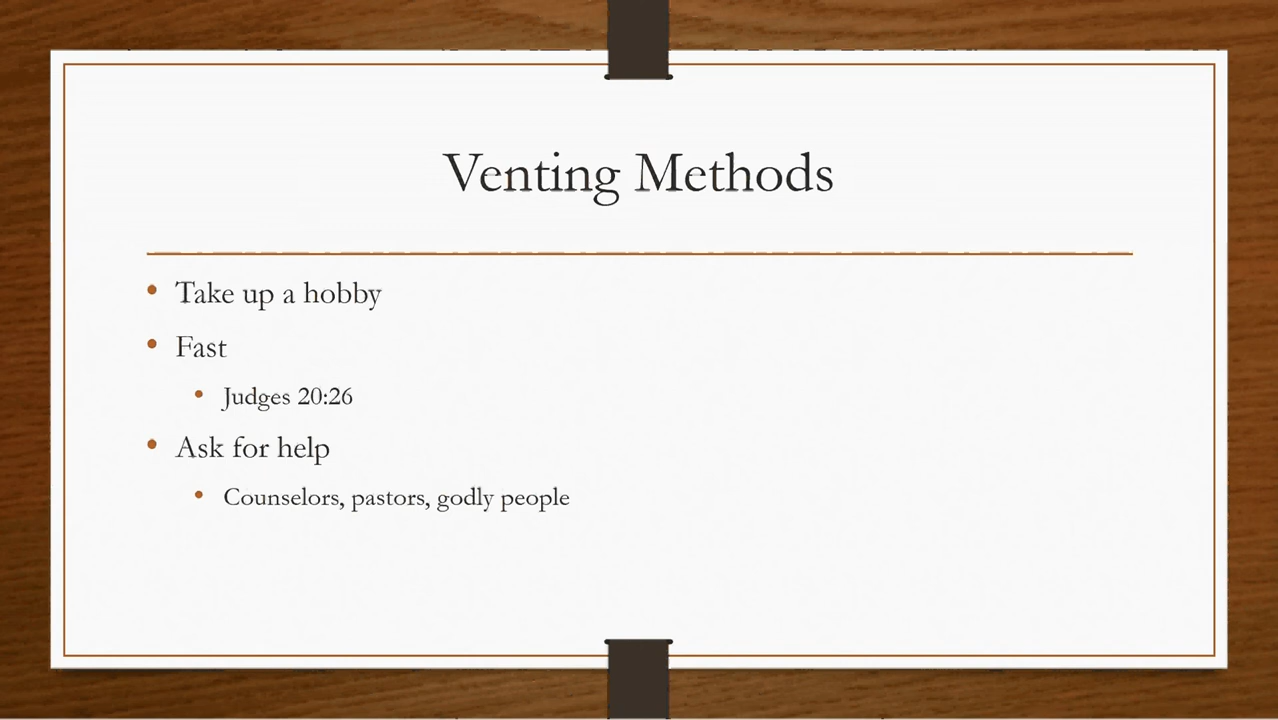 Venting Methods
• Take up a hobby
• Fast
• Judges 20:26
• Ask for help
• Counselors, pastors, godly people